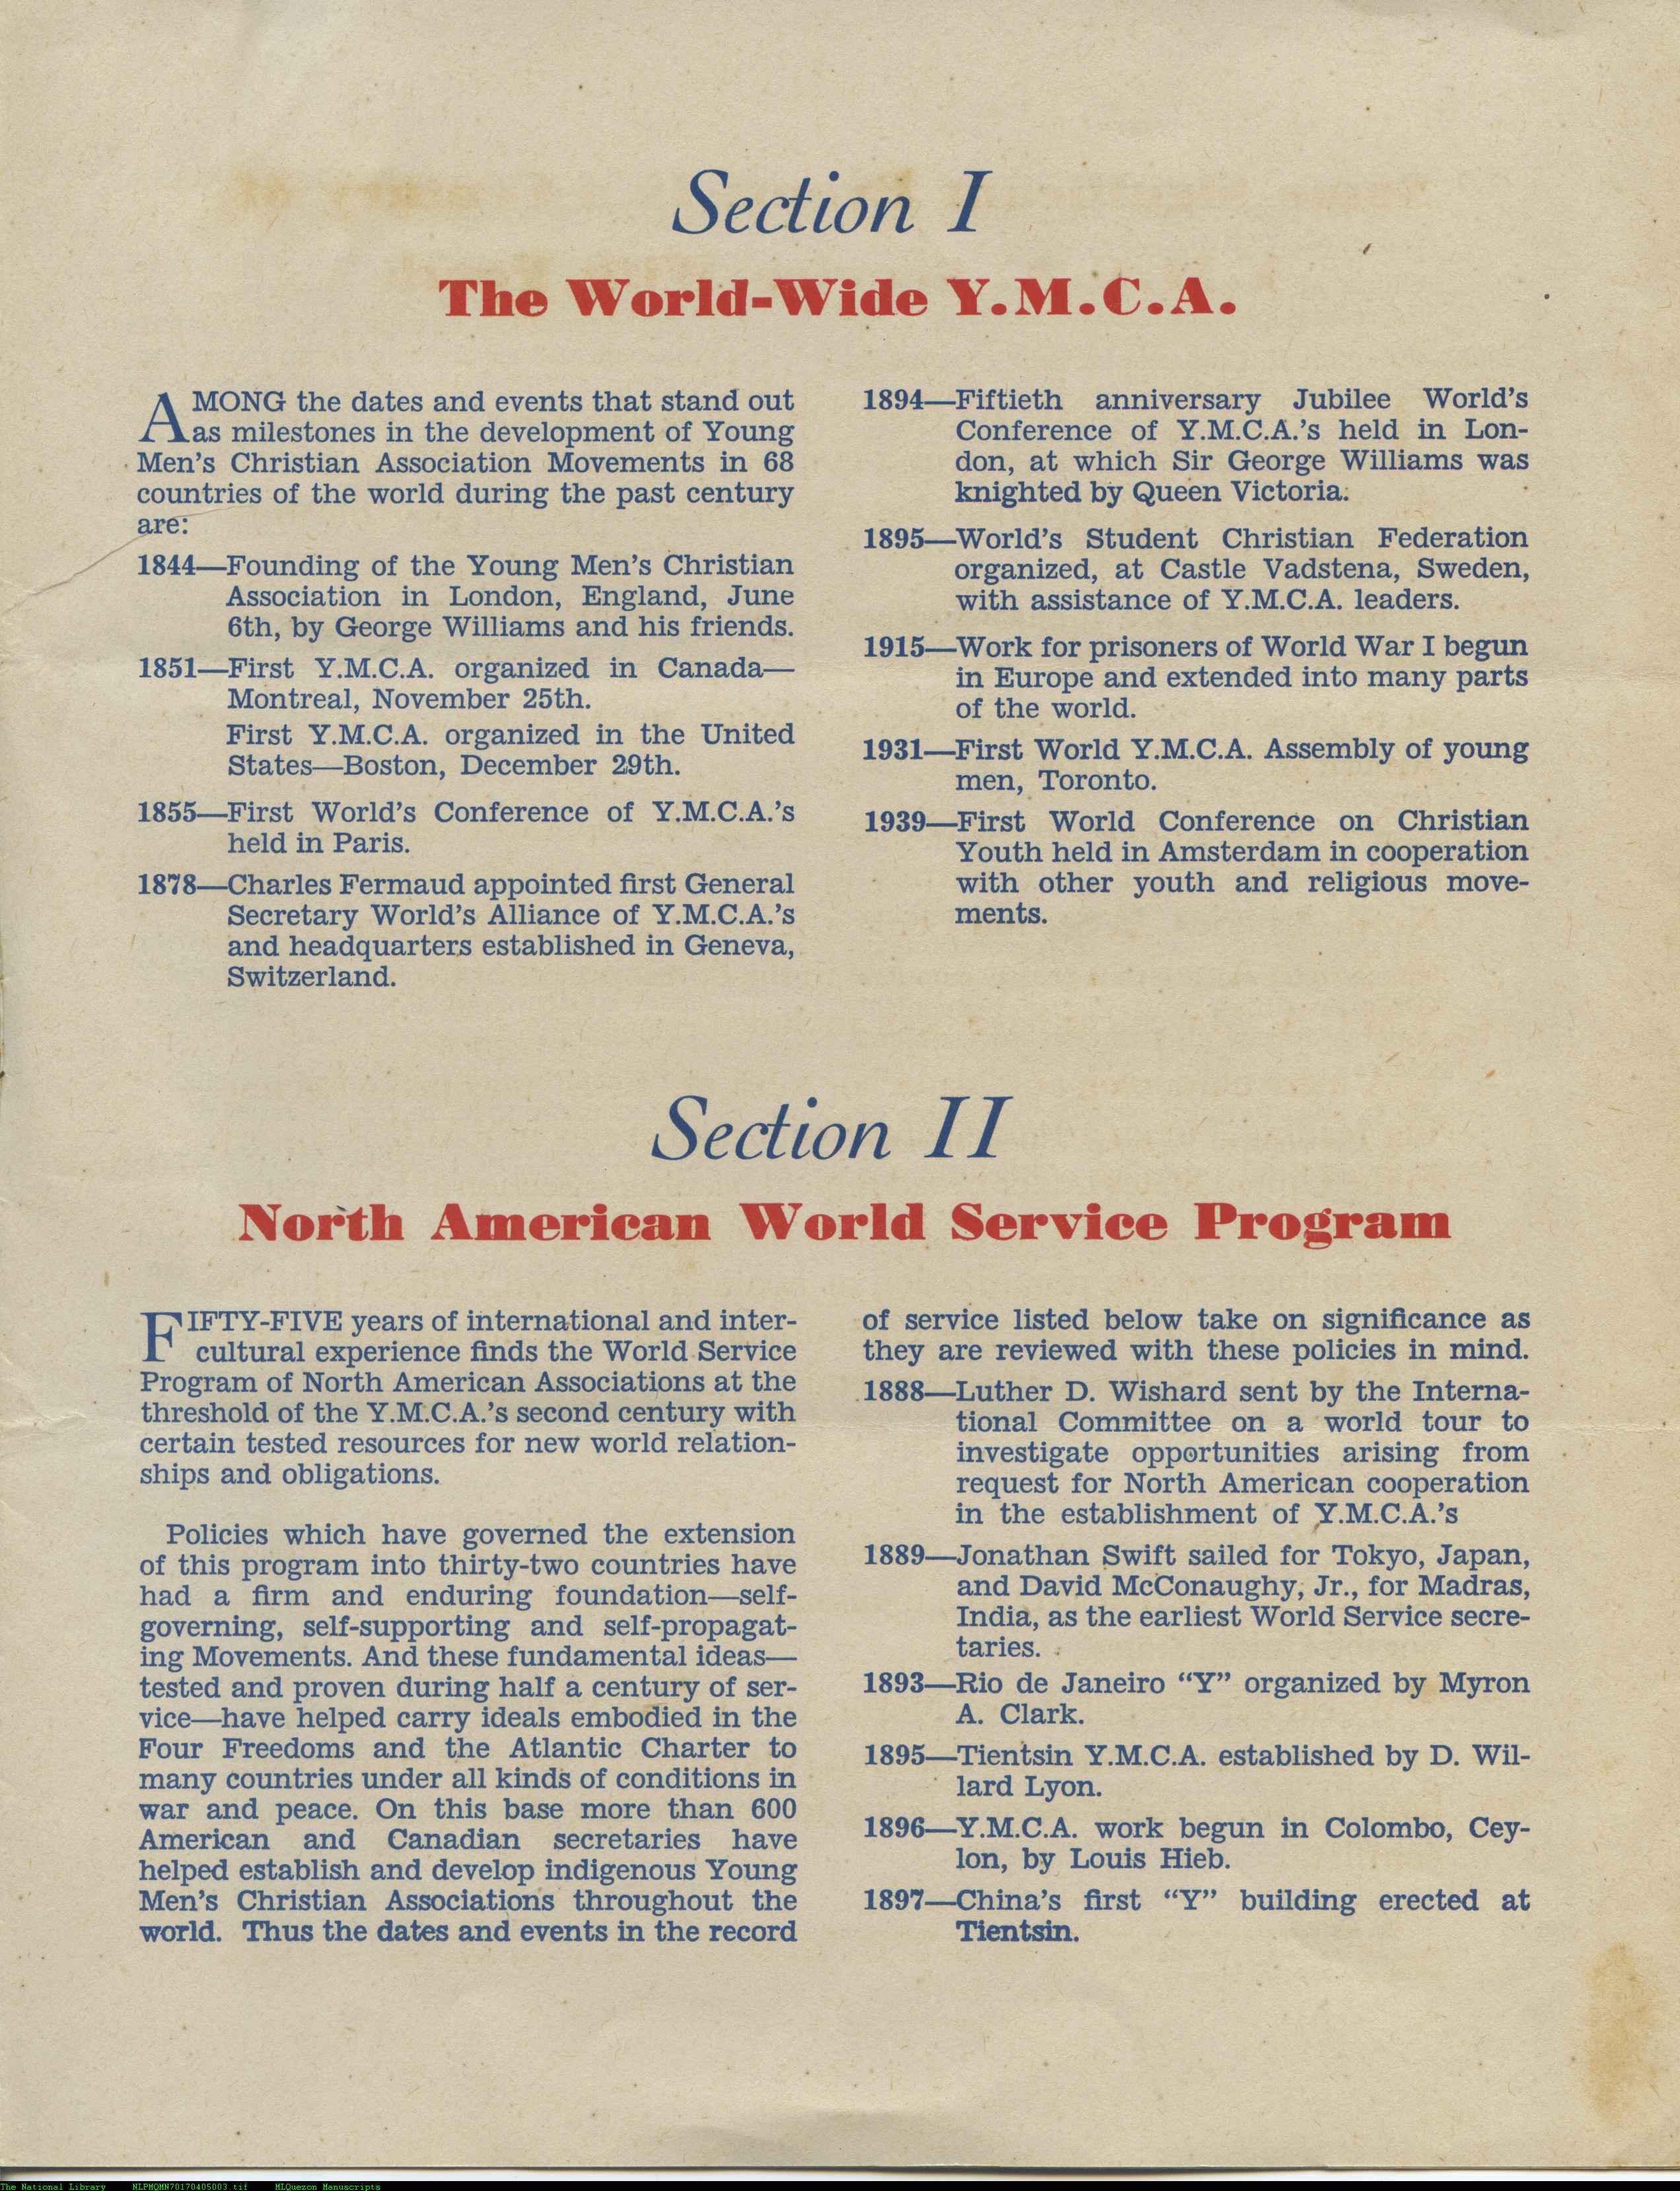 Section I
The World-Wide Y.M.C.A.
AMONG the dates and events that stand out
as milestones in the development of Young
Men's Christian Association Movements in 68
countries of the world during the past century
are:
1844—Founding of the Young Men's Christian
Association in London, England, June
6th, by George Williams and his friends.
1851—First Y.M.C.A. organized in Canada—
Montreal, November 25th.
First Y.M.C.A. organized in the United
States—Boston, December 29th.
1855—First World's Conference of Y.M.C.A.'s
held in Paris.
1878—Charles Fermaud appointed first General
Secretary World's Alliance of Y.M.C.A.'s
and headquarters established in Geneva,
Switzerland.
1894—Fiftieth anniversary Jubilee World's
Conference of Y.M.C.A.'s held in Lon-
don, at which Sir George Williams was
knighted by Queen Victoria.
1895—World's Student Christian Federation
organized, at Castle Vadstena, Sweden,
with assistance of Y.M.C.A. leaders.
1915—Work for prisoners of World War I begun
in Europe and extended into many parts
of the world.
1931—First World Y.M.C.A. Assembly of young
men, Toronto.
1939—First World Conference on Christian
Youth held in Amsterdam in cooperation
with other youth and religious move-
ments.
Section II
North American World Service Program
FIFTY-FIVE years of international and inter-
cultural experience finds the World Service
Program of North American Associations at the
threshold of the Y.M.C.A.'s second century with
certain tested resources for new world relation-
ships and obligations.
Policies which have governed the extension
of this program into thirty-two countries have
had a firm and enduring foundation—self-
governing, self-supporting and self-propagat-
ing Movements. And these fundamental ideas—
tested and proven during half a century of ser-
vice—have helped carry ideals embodied in the
Four Freedoms and the Atlantic Charter to
many countries under all kinds of conditions in
war and peace. On this base more than 600
American and Canadian secretaries have
helped establish and develop indigenous Young
Men's Christian Associations throughout the
world. Thus the dates and events in the record
of service listed below take on significance as
they are reviewed with these policies in mind.
1888—Luther D. Wishard sent by the Interna-
tional Committee on a world tour to
investigate opportunities arising from
request for North American cooperation
in the establishment of Y.M.C.A.'s
1889—Jonathan Swift sailed for Tokyo, Japan,
and David McConaughy, Jr., for Madras,
India, as the earliest World Service secre-
taries.
1893—Rio de Janeiro "Y" organized by Myron
A. Clark.
1895—Tientsin Y.M.C.A. established by D. Wil-
lard Lyon.
1896—Y.M.C.A. work begun in Colombo, Cey-
lon, by Louis Hieb.
1897—China's first "Y" building erected at
Tientsin.
The National Library NLPMQMN70170405003.tif MLQuezon Manuscripts